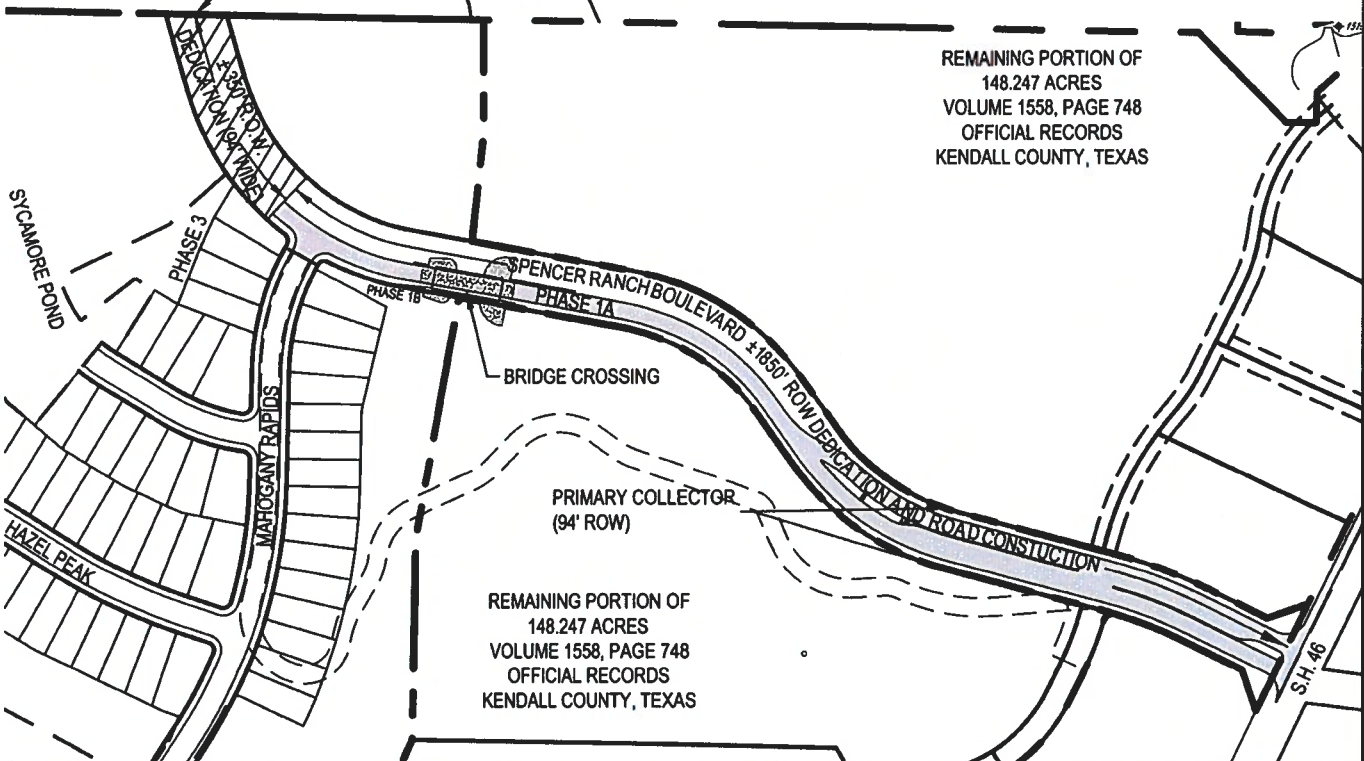 REMAINING PORTION OF
148.247 ACRES
VOLUME 1558, PAGE 748
OFFICIAL RECORDS
KENDALL COUNTY, TEXAS
±350' R.O.W.
DEDICATION (94' WIDE)
SYCAMORE POND
PHASE 3
SPENCER RANCH BOULEVARD ±1850' ROW DEDICATION AND ROAD CONSTUCTION
PHASE 1B
PHASE 1A
BRIDGE CROSSING
MAHOGANY RAPIDS
PRIMARY COLLECTOR
(94' ROW)
HAZEL PEAK
REMAINING PORTION OF
148.247 ACRES
VOLUME 1558, PAGE 748
OFFICIAL RECORDS
KENDALL COUNTY, TEXAS
S.H. 46